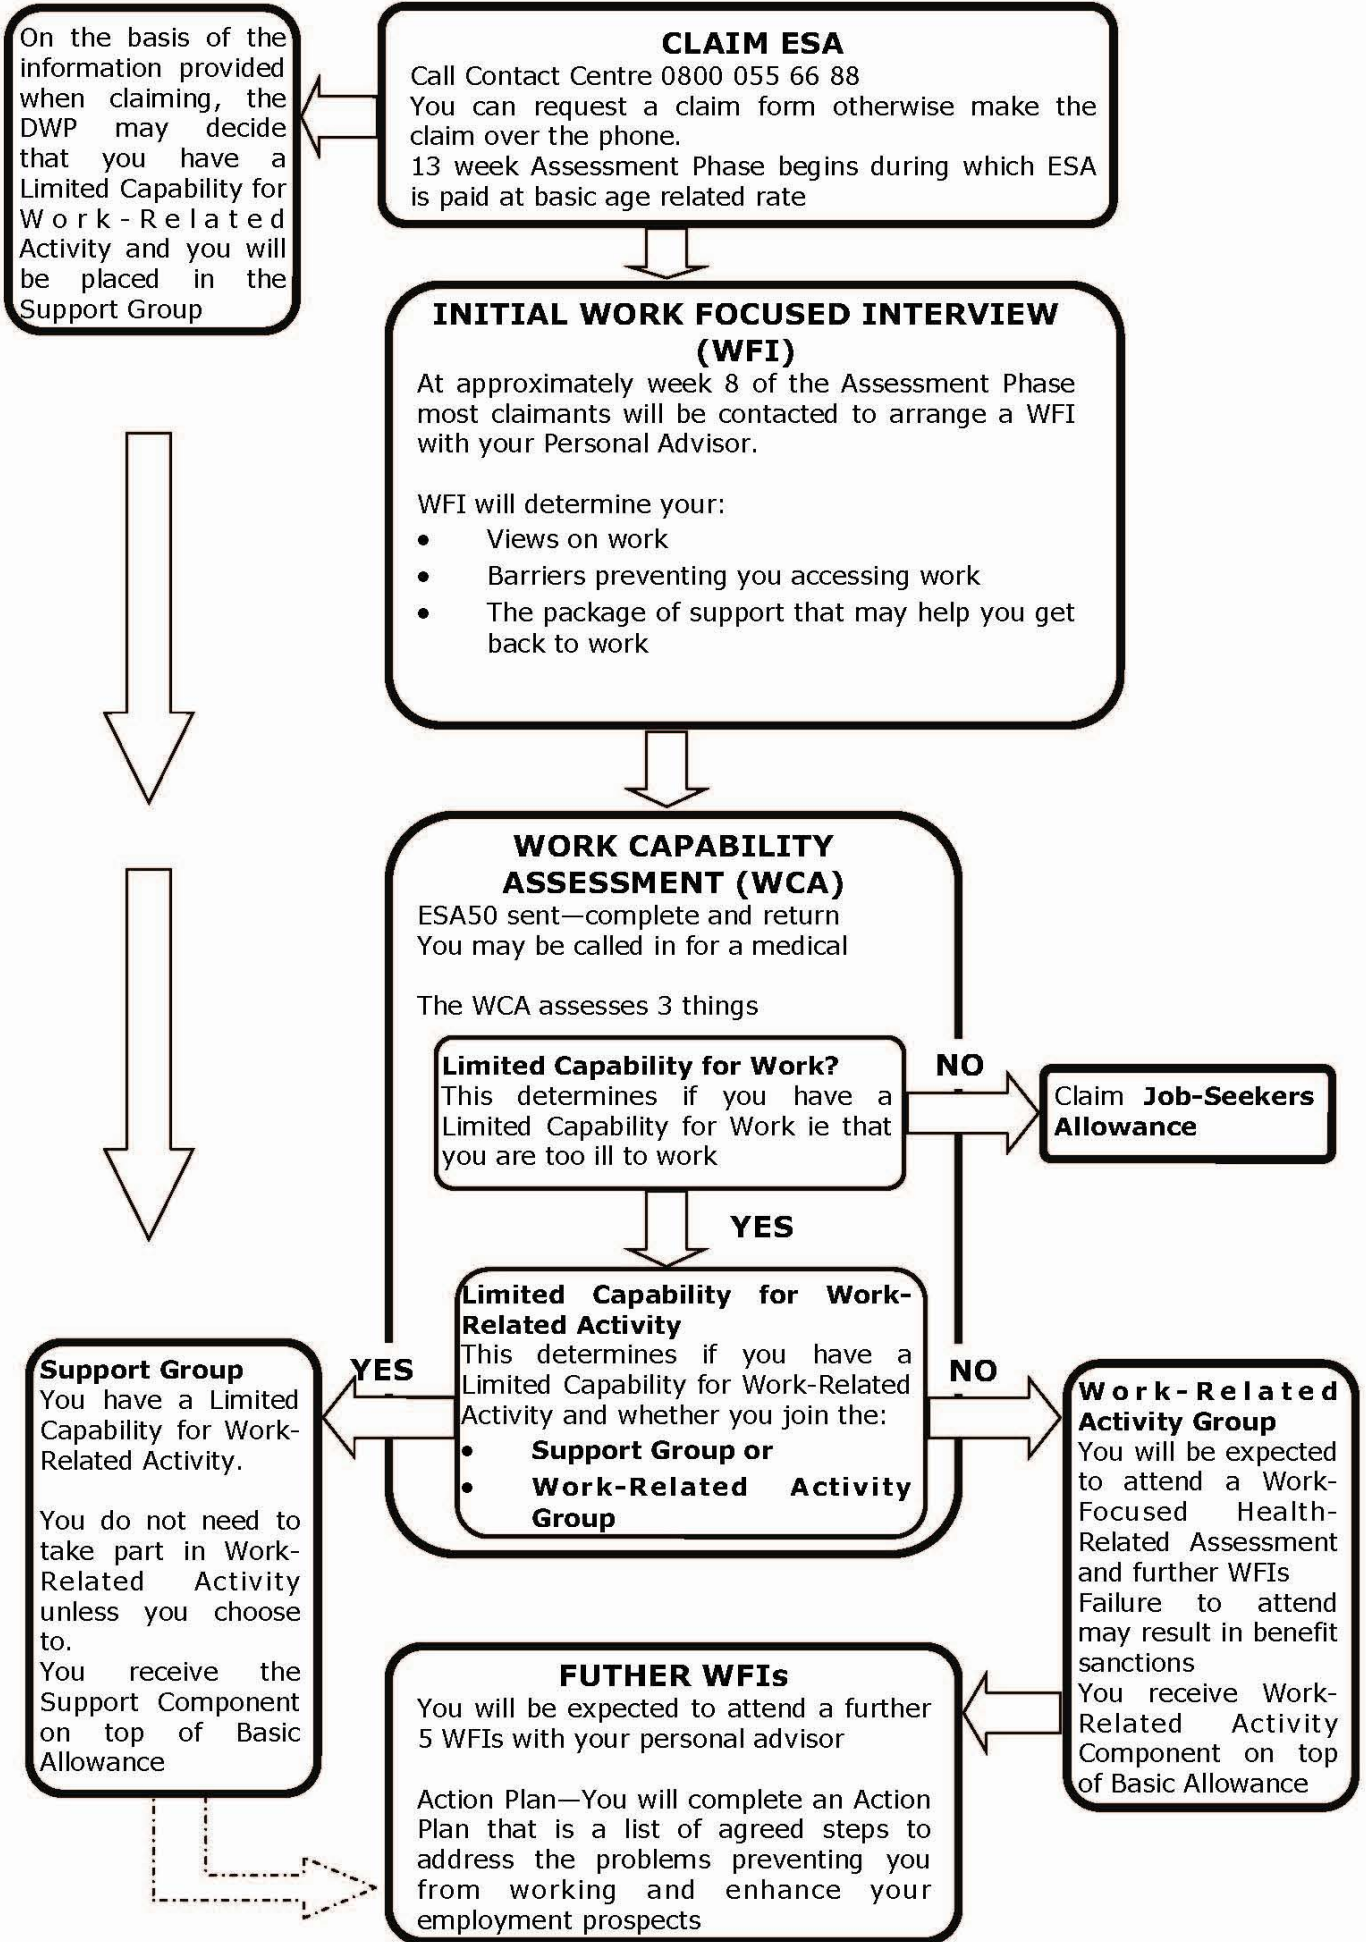 On the basis of the
information provided
when claiming, the
DWP may decide
that you have a
Limited Capability for
Work-Related
Activity and you will
be placed in the
Support Group
CLAIM ESA
Call Contact Centre 0800 055 66 88
You can request a claim form otherwise make the
claim over the phone.
13 week Assessment Phase begins during which ESA
is paid at basic age related rate
INITIAL WORK FOCUSED INTERVIEW
(WFI)
At approximately week 8 of the Assessment Phase
most claimants will be contacted to arrange a WFI
with your Personal Advisor.
WFI will determine your:
• Views on work
• Barriers preventing you accessing work
• The package of support that may help you get
back to work
WORK CAPABILITY
ASSESSMENT (WCA)
ESA50 sent—complete and return
You may be called in for a medical
The WCA assesses 3 things
Limited Capability for Work?
This determines if you have a
Limited Capability for Work ie that
you are too ill to work
NO
Claim Job-Seekers
Allowance
YES
Limited Capability for Work-
Related Activity
This determines if you have a
Limited Capability for Work-Related
Activity and whether you join the:
• Support Group or
• Work-Related Activity
Group
YES
Support Group
You have a Limited
Capability for Work-
Related Activity.
You do not need to
take part in Work-
Related Activity
unless you choose
to.
You receive the
Support Component
on top of Basic
Allowance
NO
Work-Related
Activity Group
You will be expected
to attend a Work-
Focused Health-
Related Assessment
and further WFIs
Failure to attend
may result in benefit
sanctions
You receive Work-
Related Activity
Component on top
of Basic Allowance
FUTHER WFIs
You will be expected to attend a further
5 WFIs with your personal advisor
Action Plan—You will complete an Action
Plan that is a list of agreed steps to
address the problems preventing you
from working and enhance your
employment prospects